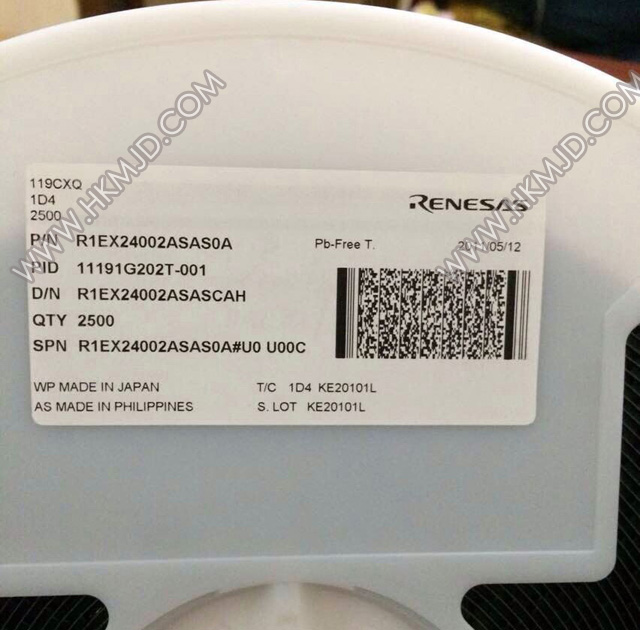 119CXQ
1D4
2500
RENESAS
P/N R1EX24002ASAS0A
Pb-Free T.
PID 11191G202T-001
D/N R1EX24002ASASCAH
QTY 2500
SPN R1EX24002ASAS0A#U0 U00C
WP MADE IN JAPAN T/C 1D4 KE20101L
AS MADE IN PHILIPPINES S. LOT KE20101L
WWW.HKMJD.COM
WWW.HKMJD.COM